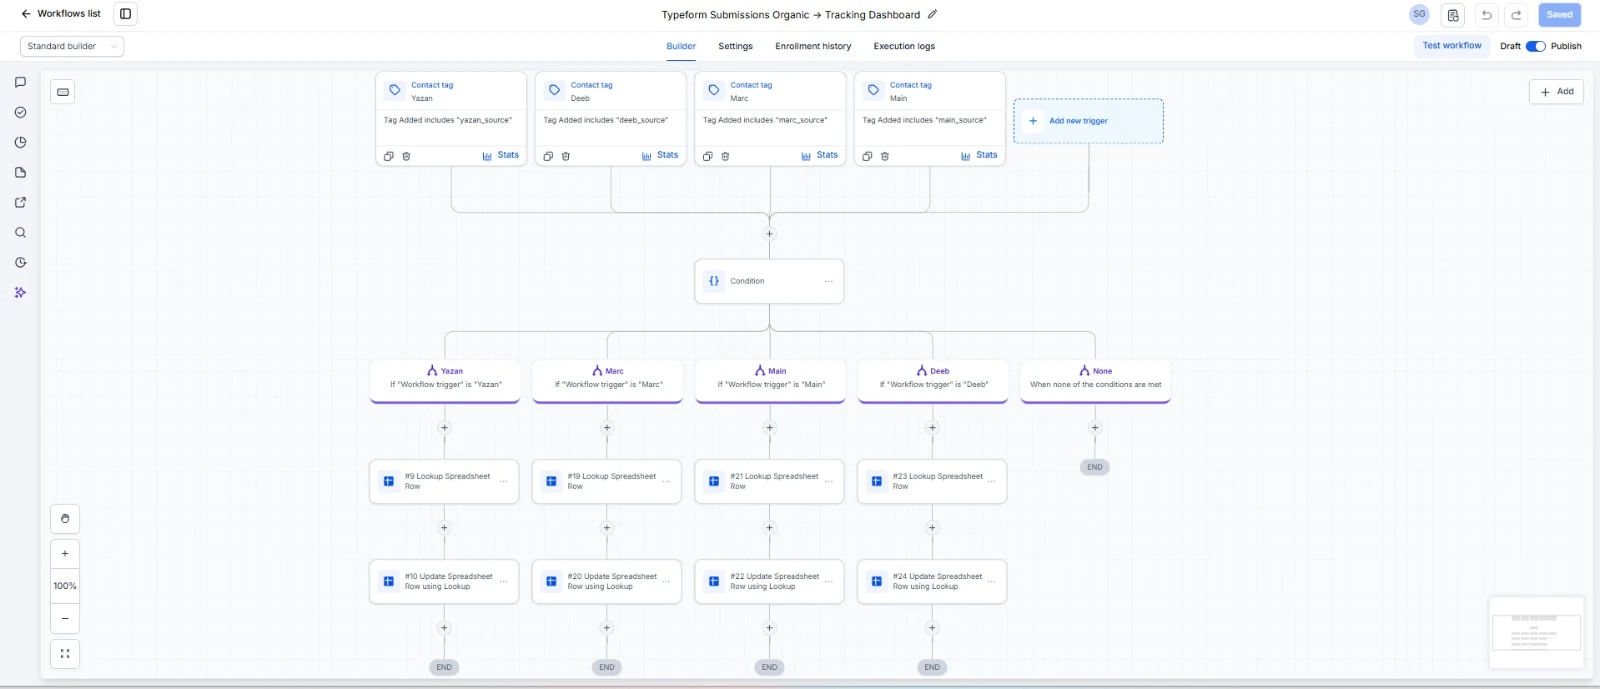 Workflows list
Typeform Submissions Organic → Tracking Dashboard
SG
Saved
Standard builder
Builder
Settings
Enrollment history
Execution logs
Test workflow
Draft
Publish
Contact tag
Yazan
Tag Added includes "yazan_source"
Stats
Contact tag
Deeb
Tag Added includes "deeb_source"
Stats
Contact tag
Marc
Tag Added includes "marc_source"
Stats
Contact tag
Main
Tag Added includes "main_source"
Stats
Add new trigger
Add
Condition
Yazan
If "Workflow trigger" is "Yazan"
Marc
If "Workflow trigger" is "Marc"
Main
If "Workflow trigger" is "Main"
Deeb
If "Workflow trigger" is "Deeb"
None
When none of the conditions are met
#9 Lookup Spreadsheet
Row
#19 Lookup Spreadsheet
Row
#21 Lookup Spreadsheet
Row
#23 Lookup Spreadsheet
Row
END
#10 Update Spreadsheet
Row using Lookup
#20 Update Spreadsheet
Row using Lookup
#22 Update Spreadsheet
Row using Lookup
#24 Update Spreadsheet
Row using Lookup
100%
END
END
END
END